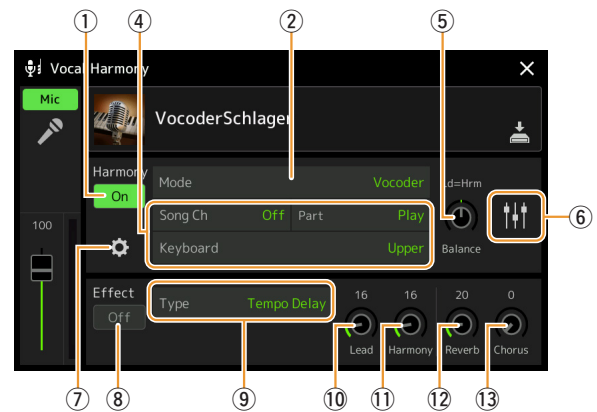 ① ④ ② ⑤
Vocal Harmony
Mic
VocoderSchlager
Harmony
On
Mode Vocoder
Ld=Hrm
Song Ch Off Part Play
Keyboard Upper
Balance
⑥
100
Effect
Off
Type Tempo Delay
16 16 20 0
Lead Harmony Reverb Chorus
⑦ ⑧ ⑨ ⑩ ⑪ ⑫ ⑬